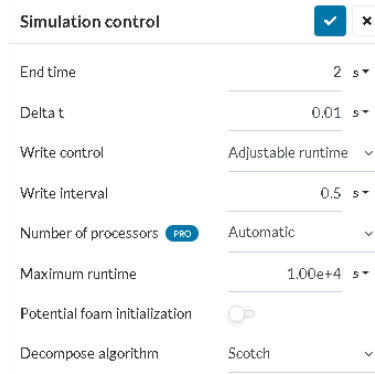 Simulation control
End time 2 s
Delta t 0.01 s
Write control Adjustable runtime
Write interval 0.5 s
Number of processors PRO Automatic
Maximum runtime 1.00e+4 s
Potential foam initialization
Decompose algorithm Scotch